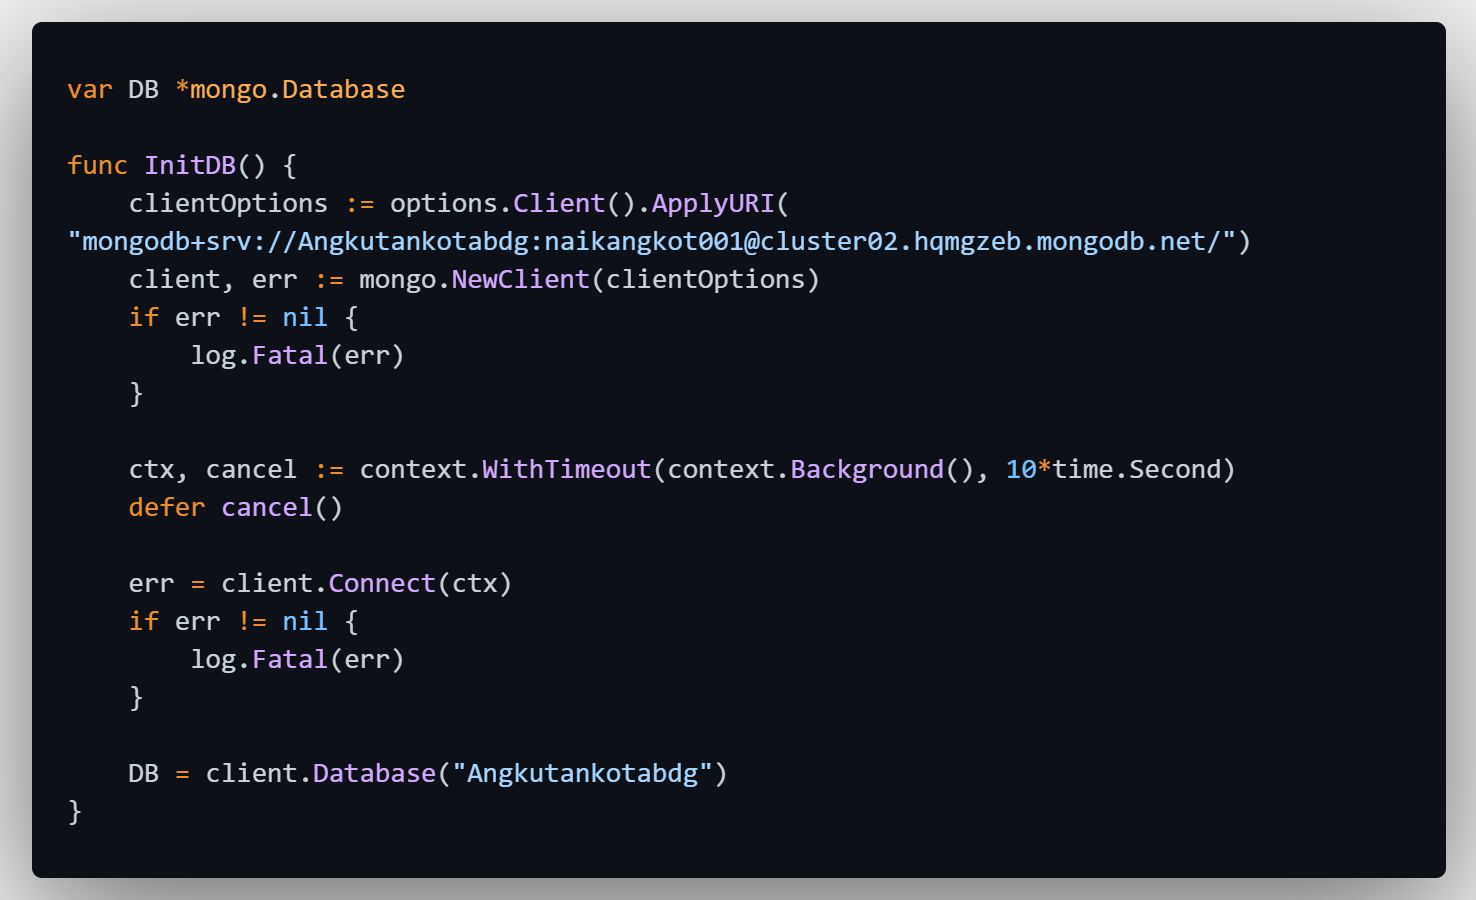 var DB *mongo.Database
func InitDB() {
clientOptions := options.Client().ApplyURI(
"mongodb+srv://Angkutankotabdg:naikangkot001@cluster02.hqmgzeb.mongodb.net/")
client, err := mongo.NewClient(clientOptions)
if err != nil {
log.Fatal(err)
}
ctx, cancel := context.WithTimeout(context.Background(), 10*time.Second)
defer cancel()
err = client.Connect(ctx)
if err != nil {
log.Fatal(err)
}
DB = client.Database("Angkutankotabdg")
}